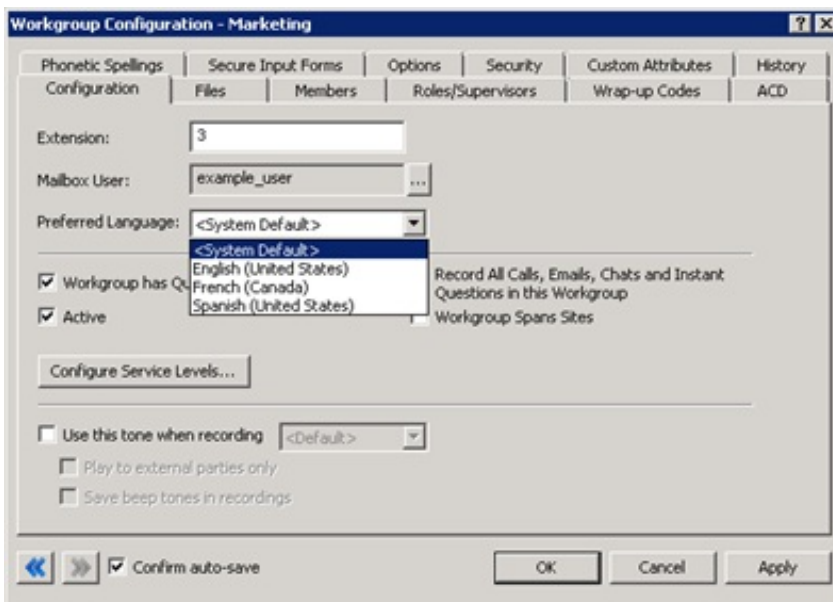 Workgroup Configuration - Marketing
Phonetic Spellings Secure Input Forms Options Security Custom Attributes History
Configuration Files Members Roles/Supervisors Wrap-up Codes ACD
Extension: 3
Mailbox User: example_user ...
Preferred Language: <System Default>
<System Default>
English (United States)
French (Canada)
Spanish (United States)
Workgroup has Qu
Record All Calls, Emails, Chats and Instant
Questions in this Workgroup
Active
Workgroup Spans Sites
Configure Service Levels...
Use this tone when recording <Default>
Play to external parties only
Save beep tones in recordings
Confirm auto-save OK Cancel Apply